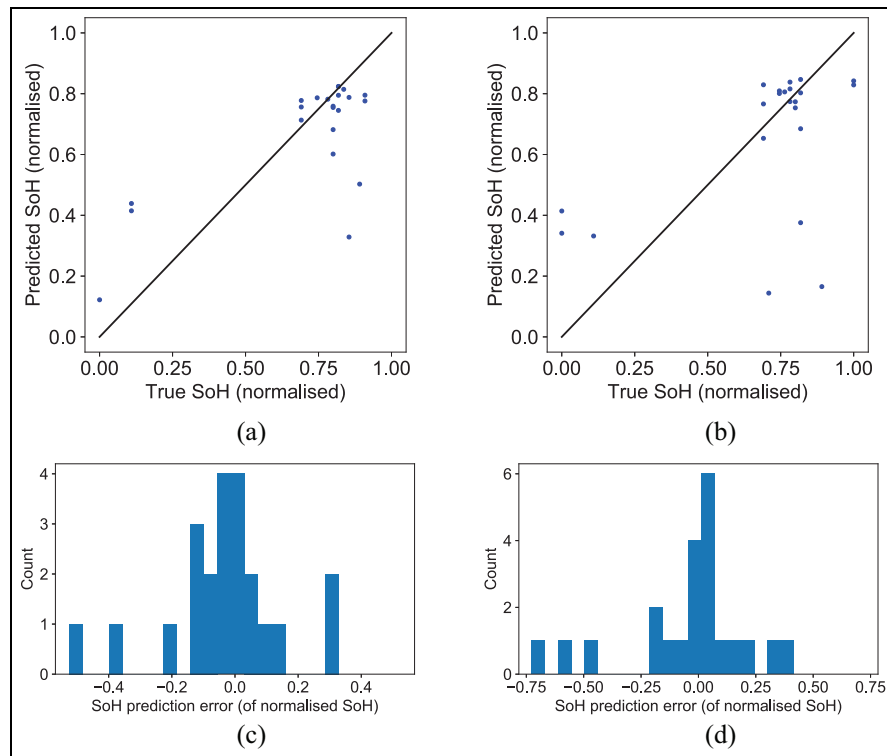 1.0
0.8
0.6
0.4
0.2
0.0
Predicted SoH (normalised)
0.00 0.25 0.50 0.75 1.00
True SoH (normalised)
(a)
1.0
0.8
0.6
0.4
0.2
0.0
Predicted SoH (normalised)
0.00 0.25 0.50 0.75 1.00
True SoH (normalised)
(b)
4
3
2
1
0
Count
−0.4 −0.2 0.0 0.2 0.4
SoH prediction error (of normalised SoH)
(c)
6
4
2
0
Count
−0.75 −0.50 −0.25 0.00 0.25 0.50 0.75
SoH prediction error (of normalised SoH)
(d)